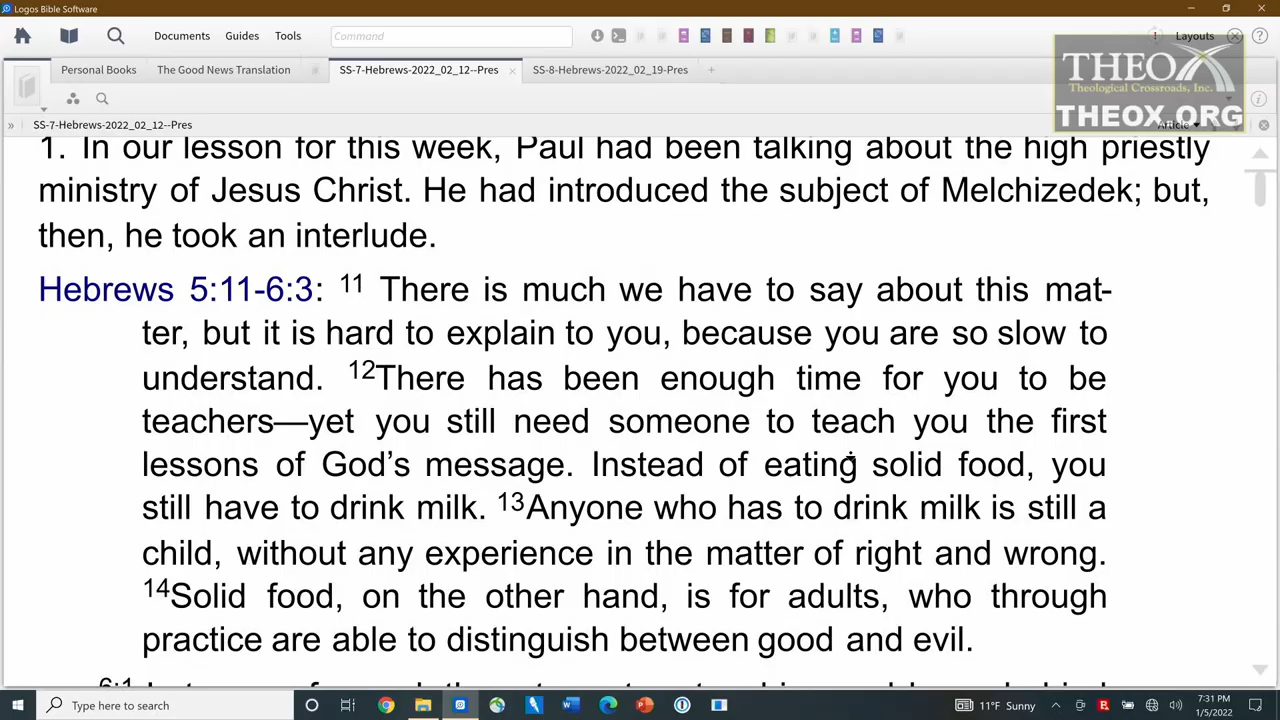 Logos Bible Software
Documents Guides Tools Command Layouts
Personal Books The Good News Translation SS-7-Hebrews-2022_02_12--Pres SS-8-Hebrews-2022_02_19-Pres
THEOX
Theological Crossroads, Inc.
THEOX.ORG
SS-7-Hebrews-2022_02_12--Pres Article
1. In our lesson for this week, Paul had been talking about the high priestly
ministry of Jesus Christ. He had introduced the subject of Melchizedek; but,
then, he took an interlude.
Hebrews 5:11-6:3: 11 There is much we have to say about this mat-
ter, but it is hard to explain to you, because you are so slow to
understand. 12There has been enough time for you to be
teachers—yet you still need someone to teach you the first
lessons of God's message. Instead of eating solid food, you
still have to drink milk. 13Anyone who has to drink milk is still a
child, without any experience in the matter of right and wrong.
14Solid food, on the other hand, is for adults, who through
practice are able to distinguish between good and evil.
6:1
Type here to search 11°F Sunny 7:31 PM
1/5/2022